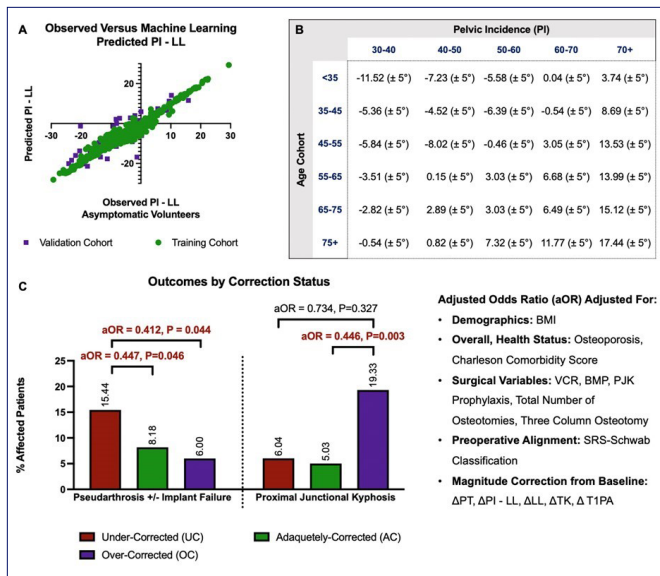 A
Observed Versus Machine Learning
Predicted PI - LL
Predicted PI - LL
20
-30
-20
10
20
30
-20
Observed PI - LL
Asymptomatic Volunteers
Validation Cohort
Training Cohort
B
Pelvic Incidence (PI)
30-40 40-50 50-60 60-70 70+
Age Cohort
<35 -11.52 (± 5°) -7.23 (± 5°) -5.58 (± 5°) 0.04 (± 5°) 3.74 (± 5°)
35-45 -5.36 (± 5°) -4.52 (± 5°) -6.39 (± 5°) -0.54 (± 5°) 8.69 (± 5°)
45-55 -5.84 (± 5°) -8.02 (± 5°) -0.46 (± 5°) 3.05 (± 5°) 13.53 (± 5°)
55-65 -3.51 (± 5°) 0.15 (± 5°) 3.03 (± 5°) 6.68 (± 5°) 13.99 (± 5°)
65-75 -2.82 (± 5°) 2.89 (± 5°) 3.03 (± 5°) 6.49 (± 5°) 15.12 (± 5°)
75+ -0.54 (± 5°) 0.82 (± 5°) 7.32 (± 5°) 11.77 (± 5°) 17.44 (± 5°)
C
Outcomes by Correction Status
% Affected Patients
25
20
15
10
5
0
aOR = 0.412, P = 0.044
aOR = 0.447, P=0.046
15.44
8.18
6.00
Pseudarthrosis +/- Implant Failure
aOR = 0.734, P=0.327
aOR = 0.446, P=0.003
6.04
5.03
19.33
Proximal Junctional Kyphosis
Under-Corrected (UC)
Adaquetely-Corrected (AC)
Over-Corrected (OC)
Adjusted Odds Ratio (aOR) Adjusted For:
• Demographics: BMI
• Overall, Health Status: Osteoporosis,
Charleson Comorbidity Score
• Surgical Variables: VCR, BMP, PJK
Prophylaxis, Total Number of
Osteotomies, Three Column Osteotomy
• Preoperative Alignment: SRS-Schwab
Classification
• Magnitude Correction from Baseline:
ΔPT, ΔPI - LL, ΔLL, ΔTK, Δ T1PA